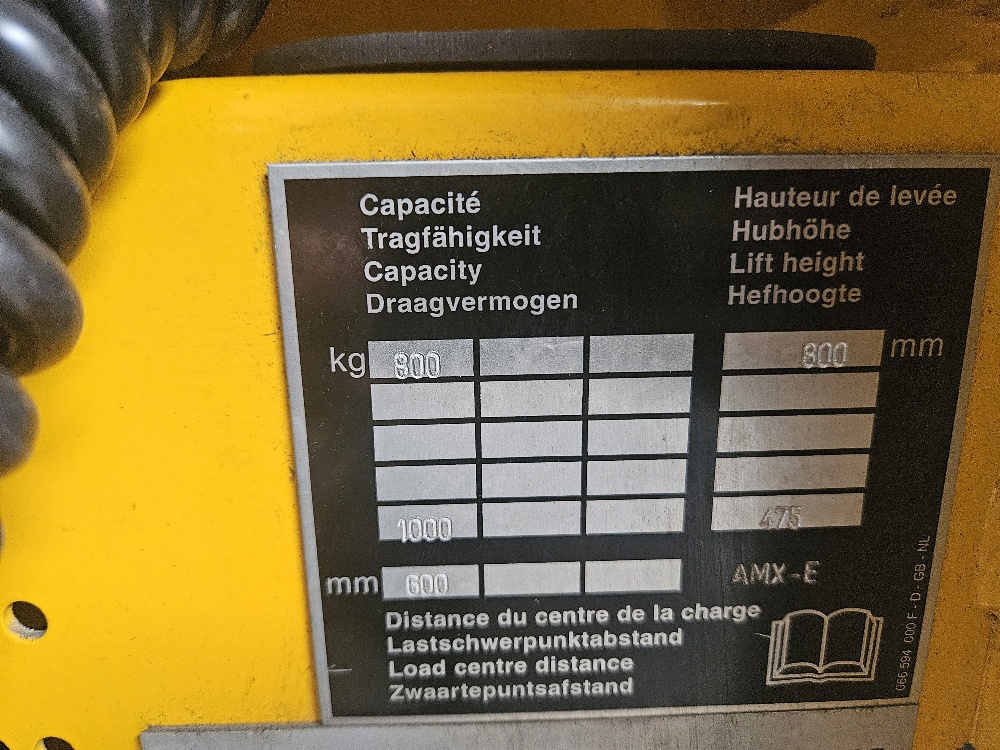 Capacité
Tragfähigkeit
Capacity
Draagvermogen
Hauteur de levée
Hubhöhe
Lift height
Hefhoogte
kg 800 800 mm
1000 475
mm 600 AMX-E
Distance du centre de la charge
Lastschwerpunktabstand
Load centre distance
Zwaartepuntsafstand
066 594 000 F - D - GB - NL